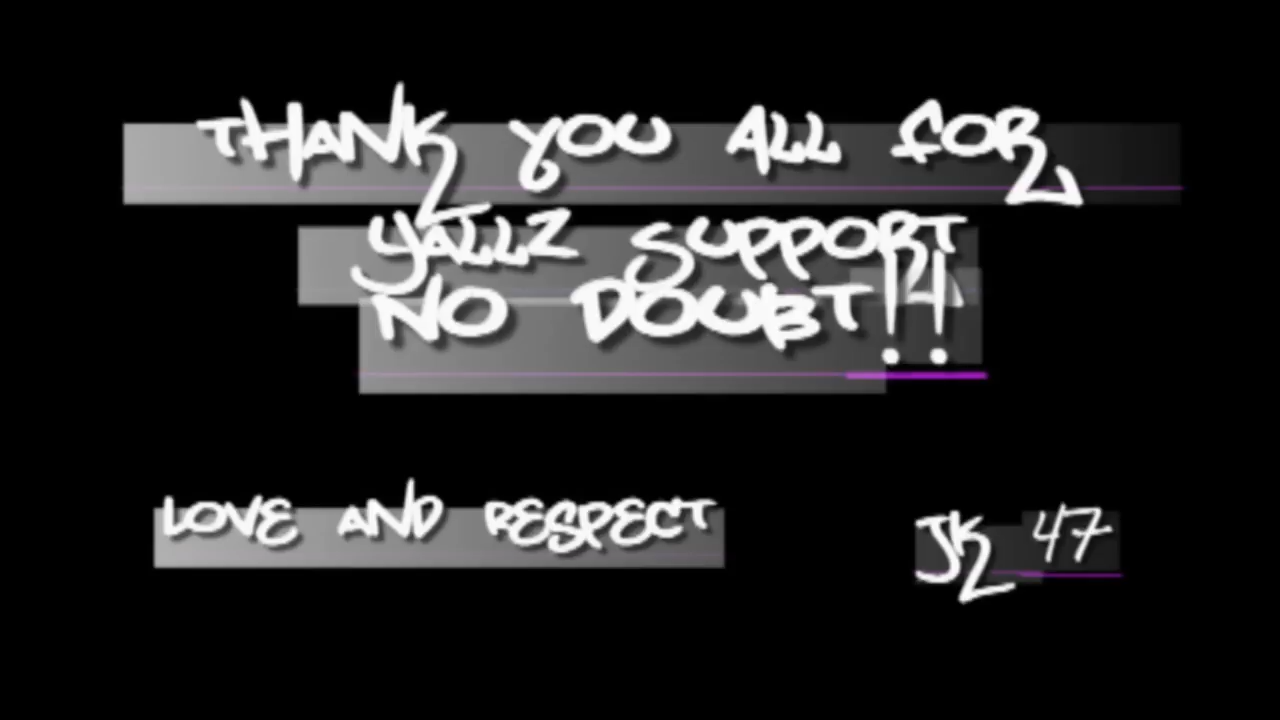 THANK YOU ALL FOR
YALLZ SUPPORT
NO DOUBT!!
LOVE AND RESPECT JK 47